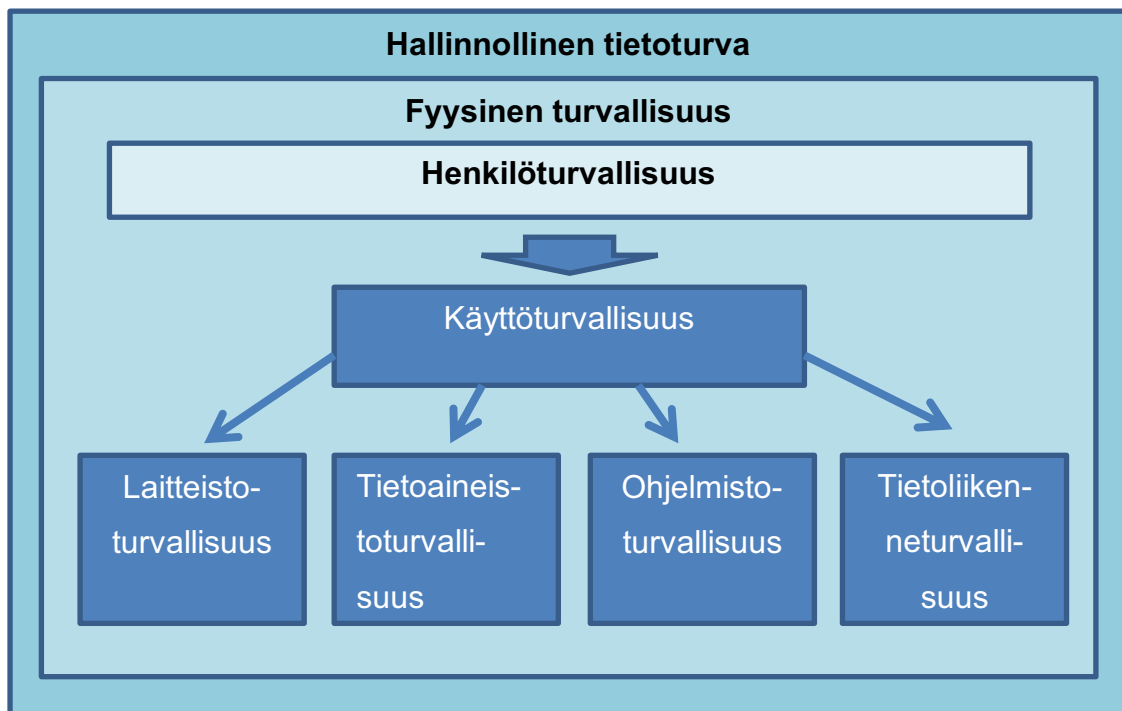 Hallinnollinen tietoturva
Fyysinen turvallisuus
Henkilöturvallisuus
Käyttöturvallisuus
Laitteisto-
turvallisuus
Tietoaineis-
toturvalli-
suus
Ohjelmisto-
turvallisuus
Tietoliiken-
neturvalli-
suus